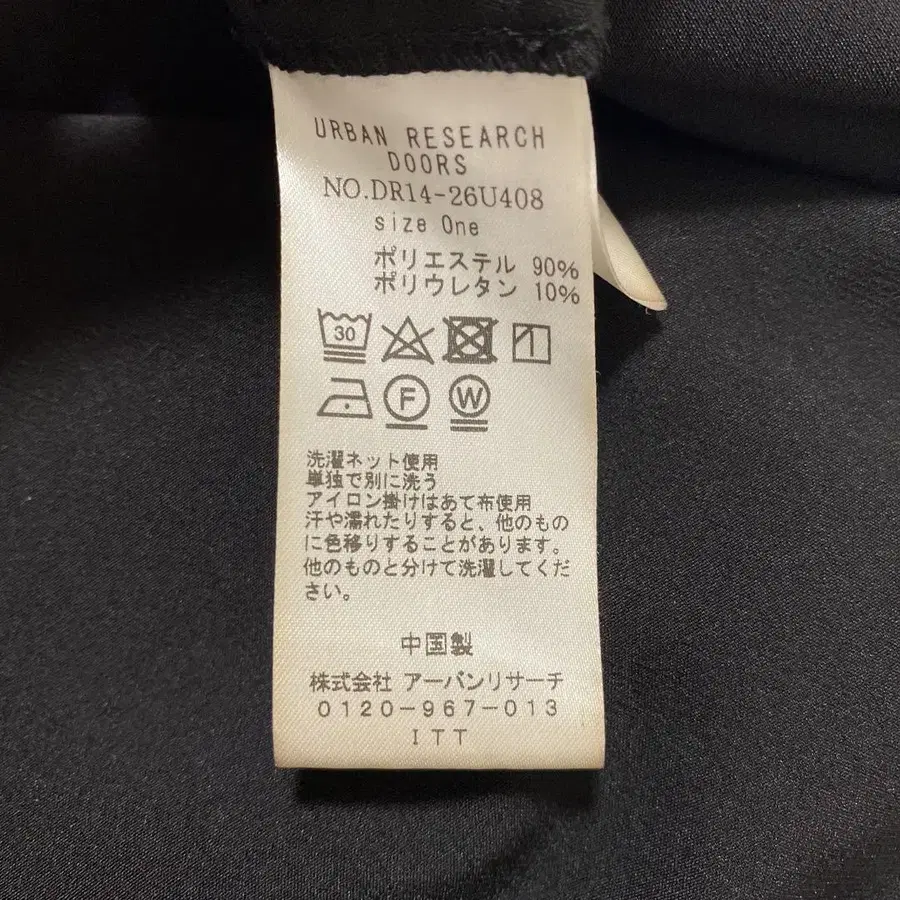 URBAN RESEARCH
DOORS
NO.DR14-26U408
size One
ポリエステル 90%
ポリウレタン 10%
30
F W
洗濯ネット使用
単独で別に洗う
アイロン掛けはあて布使用
汗や濡れたりすると、他のもの
に色移りすることがあります。
他のものと分けて洗濯してくだ
さい。
中国製
株式会社 アーバンリサーチ
0120-967-013
ITT